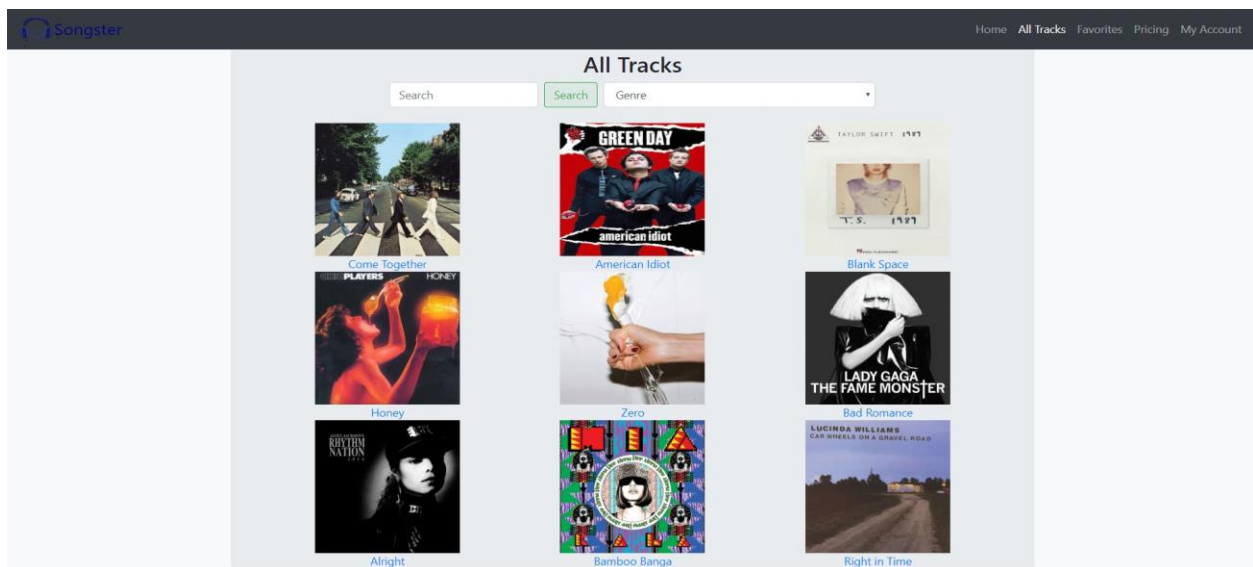 Songster
Home All Tracks Favorites Pricing My Account
All Tracks
Search Search Genre
GREEN DAY
american idiot
TAYLOR SWIFT 1989
T. S. 1989
Come Together American Idiot Blank Space
PLAYERS HONEY
LADY GAGA
THE FAME MONSTER
Honey Zero Bad Romance
RHYTHM
NATION
1814
LUCINDA WILLIAMS
CAR WHEELS ON A GRAVEL ROAD
Alright Bamboo Banga Right in Time